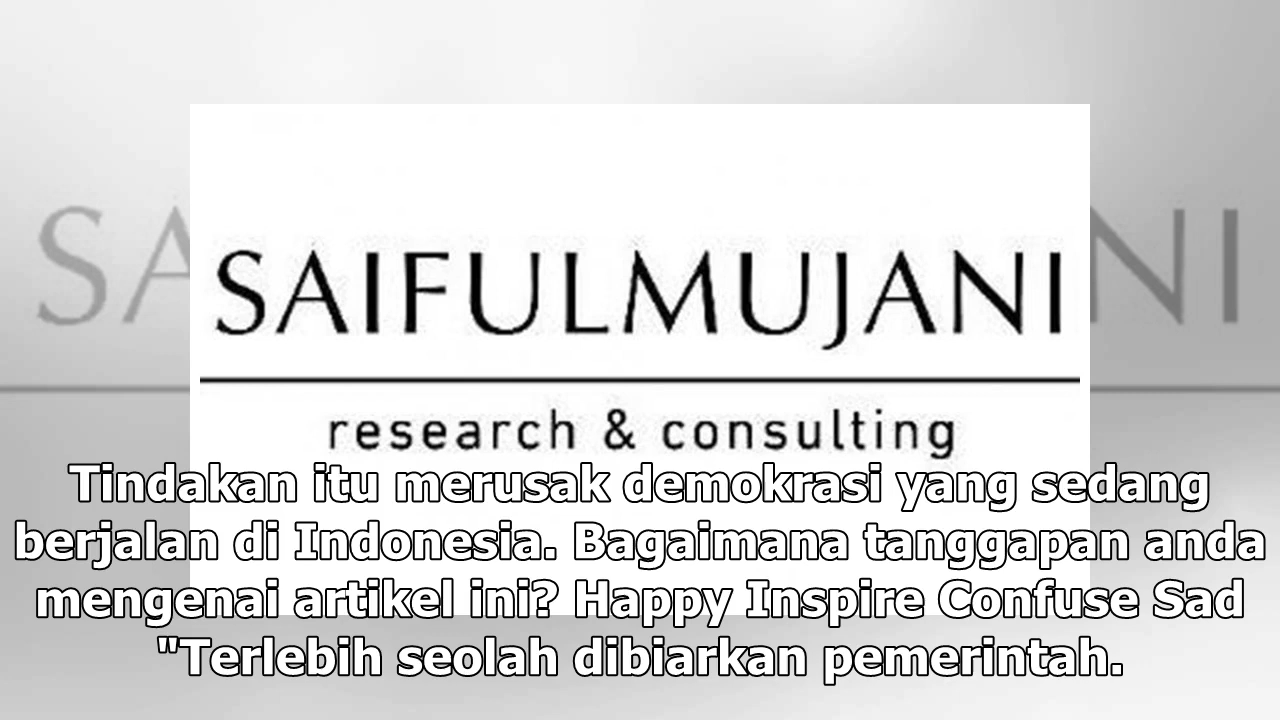 SAIFULMUJANI
research & consulting
Tindakan itu merusak demokrasi yang sedang
berjalan di Indonesia. Bagaimana tanggapan anda
mengenai artikel ini? Happy Inspire Confuse Sad
"Terlebih seolah dibiarkan pemerintah.